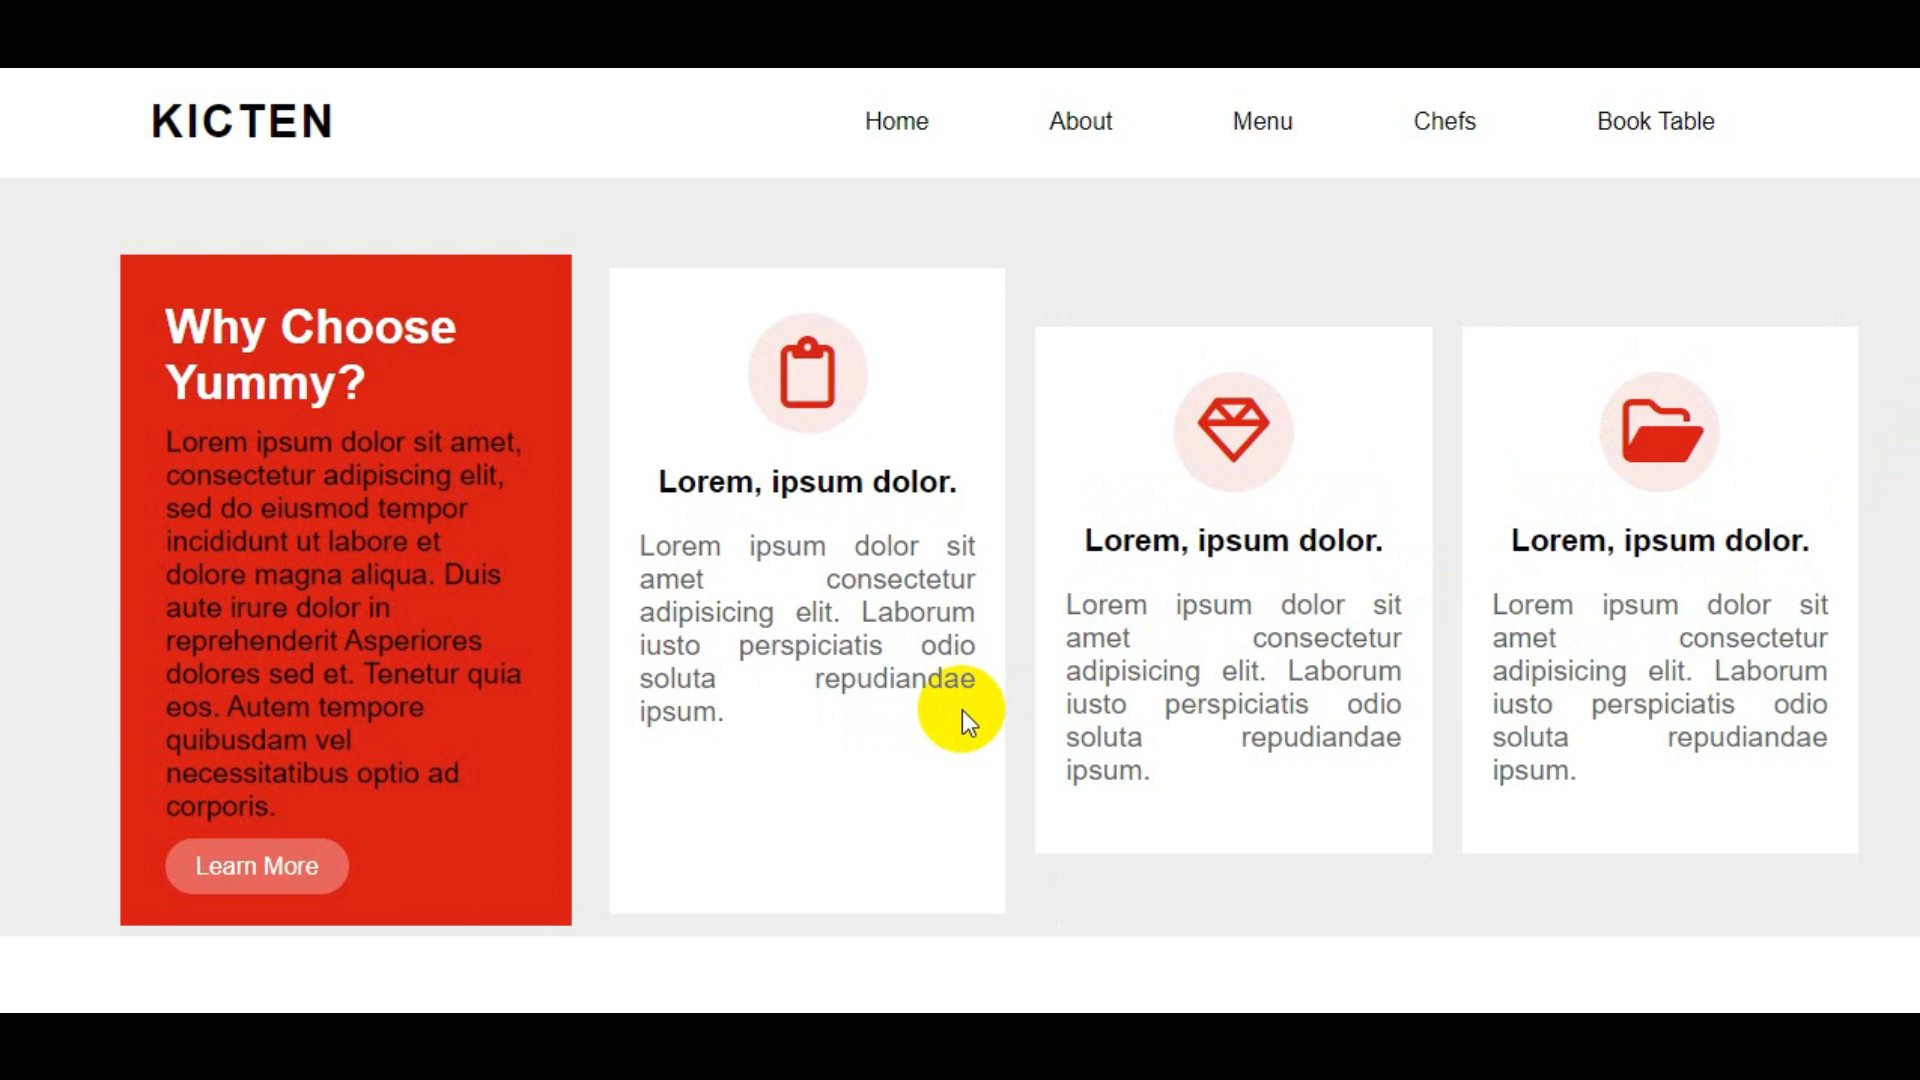 KICTEN
Home
About
Menu
Chefs
Book Table
Why Choose
Yummy?
Lorem ipsum dolor sit amet,
consectetur adipiscing elit,
sed do eiusmod tempor
incididunt ut labore et
dolore magna aliqua. Duis
aute irure dolor in
reprehenderit Asperiores
dolores sed et. Tenetur quia
eos. Autem tempore
quibusdam vel
necessitatibus optio ad
corporis.
Learn More
Lorem, ipsum dolor.
Lorem ipsum dolor sit
amet consectetur
adipisicing elit. Laborum
iusto perspiciatis odio
soluta repudiandae
ipsum.
Lorem, ipsum dolor.
Lorem ipsum dolor sit
amet consectetur
adipisicing elit. Laborum
iusto perspiciatis odio
soluta repudiandae
ipsum.
Lorem, ipsum dolor.
Lorem ipsum dolor sit
amet consectetur
adipisicing elit. Laborum
iusto perspiciatis odio
soluta repudiandae
ipsum.